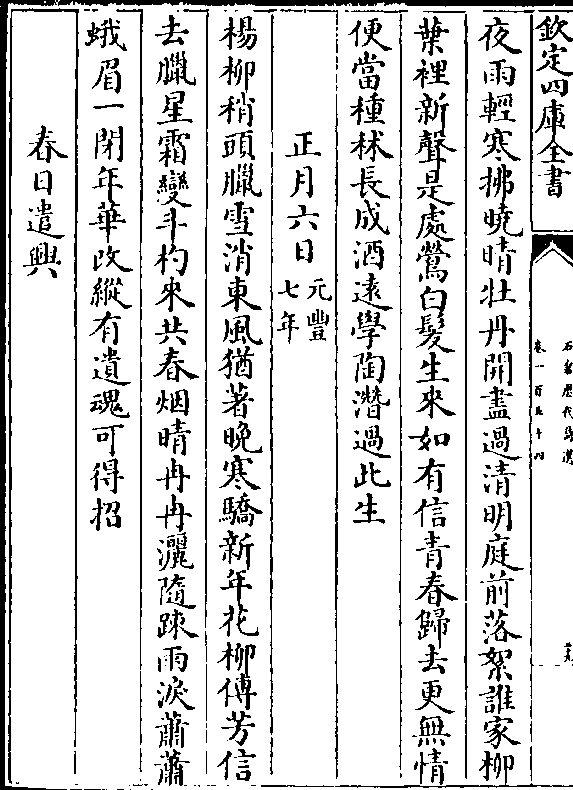 欽定四庫全書
石倉歴代詩選
卷一百五十四
夜雨輕寒拂曉晴牡丹開盡過清明庭前落絮誰家柳
葉裡新聲是處鶯白髪生來如有信青春歸去更無情
便當種秫長成酒遠學陶潛過此生
正月六日元豐七年
楊柳稍頭臘雪消東風猶著晚寒驕新年花柳傳芳信
去臘星霜變斗杓來共春烟晴冉冉灑隨踈雨淚蕭蕭
蛾眉一閉年華改縱有遺魂可得招
春日遣興